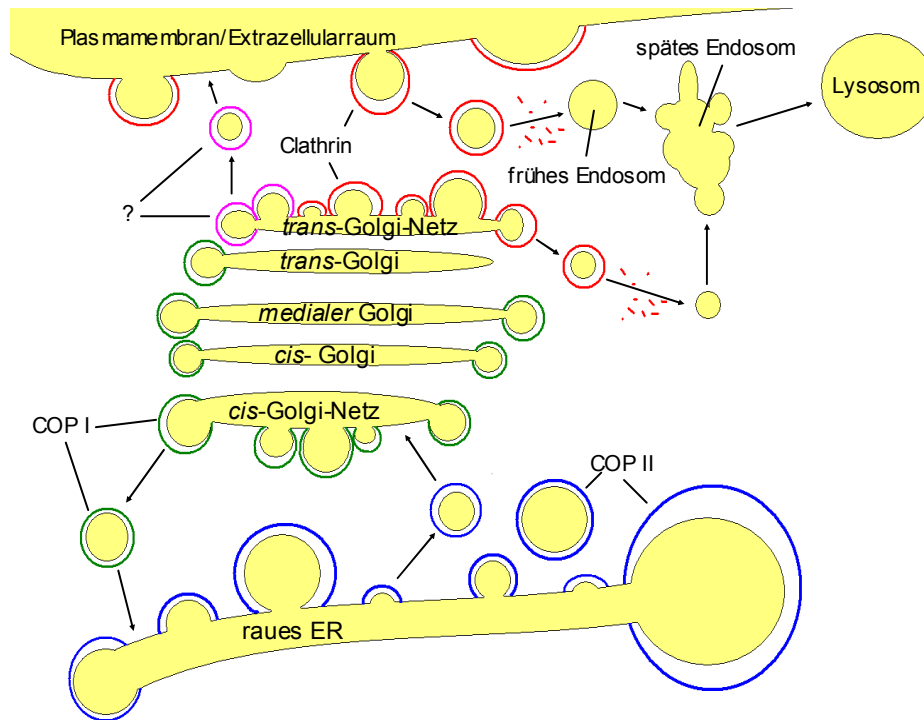 Plasmamembran/Extrazellularraum
spätes Endosom
Lysosom
Clathrin
frühes Endosom
?
trans-Golgi-Netz
trans-Golgi
medialer Golgi
cis- Golgi
cis-Golgi-Netz
COP I
COP II
raues ER